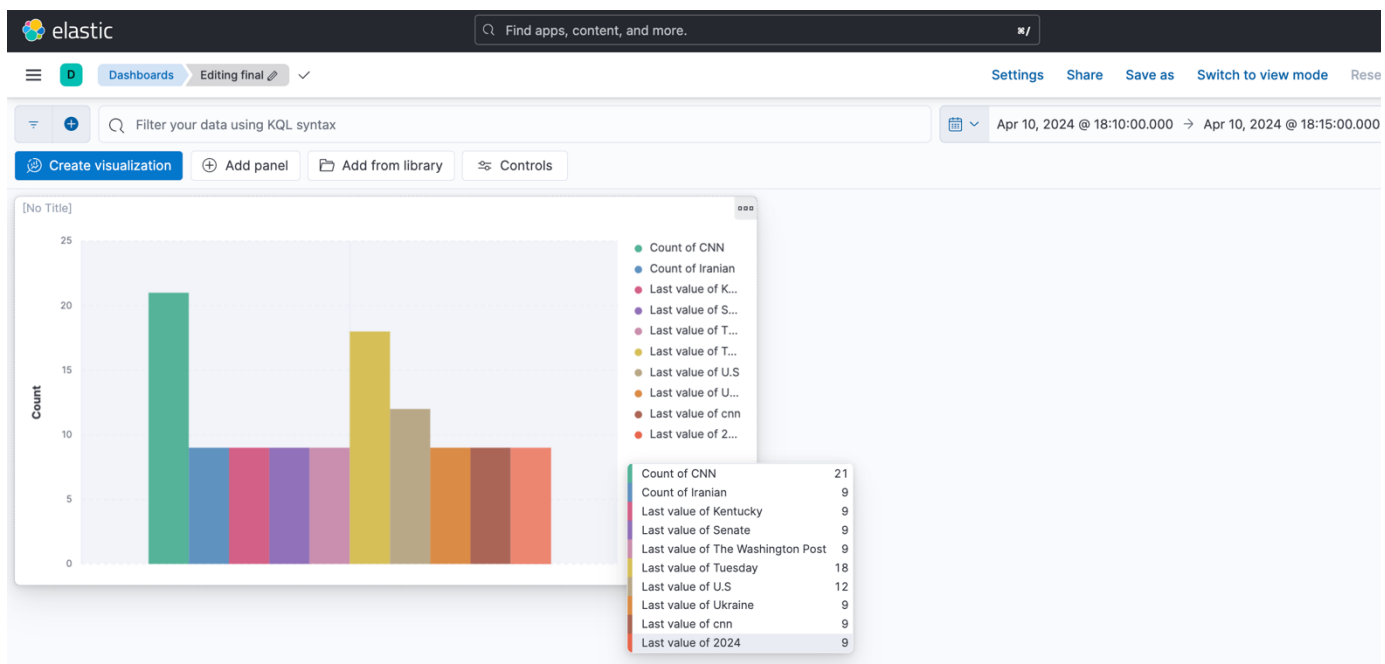 elastic
Find apps, content, and more.
⌘/
D
Dashboards
Editing final
Settings
Share
Save as
Switch to view mode
Rese
Filter your data using KQL syntax
Apr 10, 2024 @ 18:10:00.000 → Apr 10, 2024 @ 18:15:00.000
Create visualization
Add panel
Add from library
Controls
[No Title]
25
20
15
10
5
0
Count
Count of CNN
Count of Iranian
Last value of K...
Last value of S...
Last value of T...
Last value of T...
Last value of U.S
Last value of U...
Last value of cnn
Last value of 2...
Count of CNN 21
Count of Iranian 9
Last value of Kentucky 9
Last value of Senate 9
Last value of The Washington Post 9
Last value of Tuesday 18
Last value of U.S 12
Last value of Ukraine 9
Last value of cnn 9
Last value of 2024 9